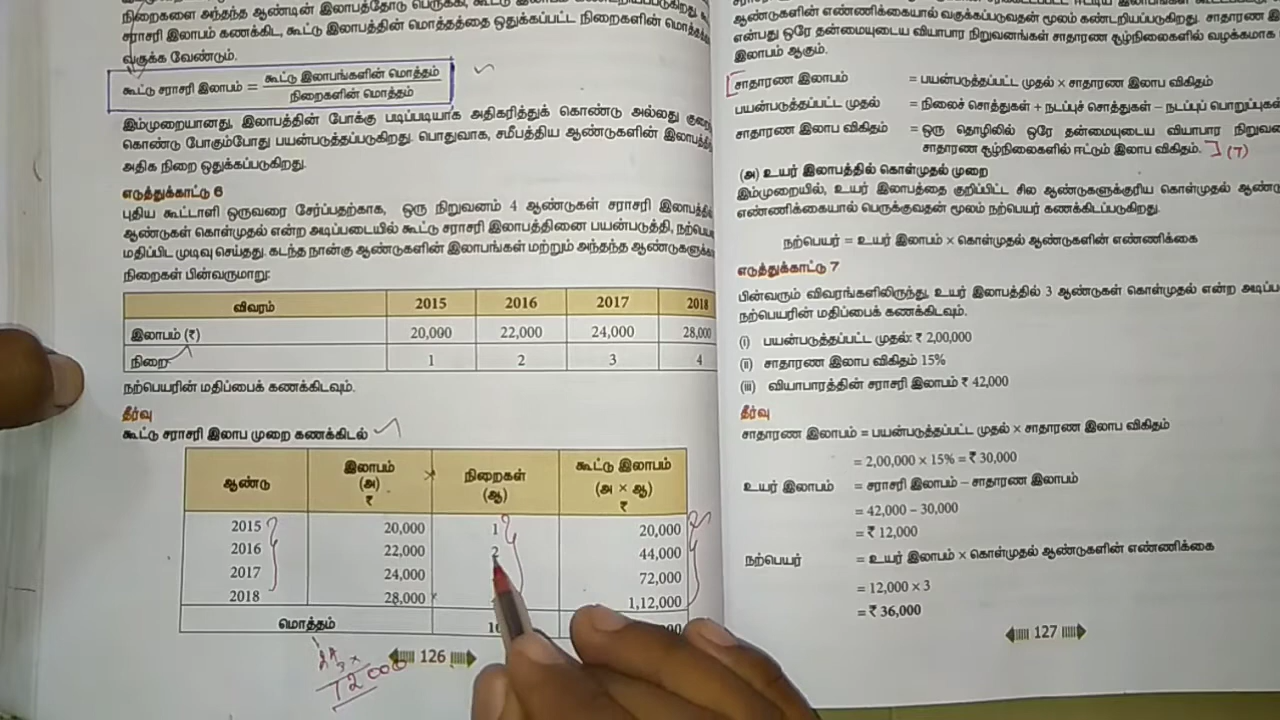 நிறைகளை அந்தந்த ஆண்டின் இலாபத்தோடு பெருக்கி, கூட்டு இலாபம்
சராசரி இலாபம் கணக்கிட, கூட்டு இலாபத்தின் மொத்தத்தை ஒதுக்கப்பட்ட நிறைகளின் மொத்தத்தால்
வகுக்க வேண்டும்.
கூட்டு சராசரி இலாபம் = கூட்டு இலாபங்களின் மொத்தம்
நிறைகளின் மொத்தம்
இம்முறையானது, இலாபத்தின் போக்கு படிப்படியாக அதிகரித்துக் கொண்டு அல்லது
கொண்டு போகும்போது பயன்படுத்தப்படுகிறது. பொதுவாக, சமீபத்திய ஆண்டுகளின்
அதிக நிறை ஒதுக்கப்படுகிறது.
எடுத்துக்காட்டு 6
புதிய கூட்டாளி ஒருவரை சேர்ப்பதற்காக, ஒரு நிறுவனம் 4 ஆண்டுகள் சராசரி
ஆண்டுகள் கொள்முதல் என்ற அடிப்படையில் கூட்டு சராசரி இலாபத்தினை பயன்படுத்தி,
மதிப்பிட முடிவு செய்தது. கடந்த நான்கு ஆண்டுகளின் இலாபங்கள் மற்றும் அந்தந்த
நிறைகள் பின்வருமாறு:
விவரம் 2015 2016 2017 2018
இலாபம் (₹) 20,000 22,000 24,000 28,000
நிறை 1 2 3 4
நற்பெயரின் மதிப்பைக் கணக்கிடவும்.
தீர்வு
கூட்டு சராசரி இலாப முறை கணக்கிடல்
ஆண்டு இலாபம் (அ) ₹ நிறைகள் (ஆ) கூட்டு இலாபம் (அ × ஆ) ₹
2015 20,000 1 20,000
2016 22,000 2 44,000
2017 24,000 72,000
2018 28,000 1,12,000
மொத்தம்
72000
126
ஆண்டுகளின் எண்ணிக்கையால் வகுக்கப்படுவதன் மூலம் கண்டறியப்படுகிறது. சாதாரண
என்பது ஒரே தன்மையுடைய வியாபார நிறுவனங்கள் சாதாரண சூழ்நிலைகளில் வழக்கமாக
இலாபம் ஆகும்.
சாதாரண இலாபம் = பயன்படுத்தப்பட்ட முதல் × சாதாரண இலாப விகிதம்
பயன்படுத்தப்பட்ட முதல் = நிலைச் சொத்துகள் + நடப்புச் சொத்துகள் – நடப்புப் பொறுப்புகள்
சாதாரண இலாப விகிதம் = ஒரு தொழிலில் ஒரே தன்மையுடைய வியாபார
சாதாரண சூழ்நிலைகளில் ஈட்டும் இலாப விகிதம். (7)
(அ) உயர் இலாபத்தில் கொள்முதல் முறை
இம்முறையில், உயர் இலாபத்தை குறிப்பிட்ட சில ஆண்டுகளுக்குரிய கொள்முதல்
எண்ணிக்கையால் பெருக்குவதன் மூலம் நற்பெயர் கணக்கிடப்படுகிறது.
நற்பெயர் = உயர் இலாபம் × கொள்முதல் ஆண்டுகளின் எண்ணிக்கை
எடுத்துக்காட்டு 7
பின்வரும் விவரங்களிலிருந்து, உயர் இலாபத்தில் 3 ஆண்டுகள் கொள்முதல் என்ற
நற்பெயரின் மதிப்பைக் கணக்கிடவும்.
(i) பயன்படுத்தப்பட்ட முதல்: ₹ 2,00,000
(ii) சாதாரண இலாப விகிதம் 15%
(iii) வியாபாரத்தின் சராசரி இலாபம் ₹ 42,000
தீர்வு
சாதாரண இலாபம் = பயன்படுத்தப்பட்ட முதல் × சாதாரண இலாப விகிதம்
= 2,00,000 × 15% = ₹ 30,000
உயர் இலாபம் = சராசரி இலாபம் – சாதாரண இலாபம்
= 42,000 – 30,000
= ₹ 12,000
நற்பெயர் = உயர் இலாபம் × கொள்முதல் ஆண்டுகளின் எண்ணிக்கை
= 12,000 × 3
= ₹ 36,000
127